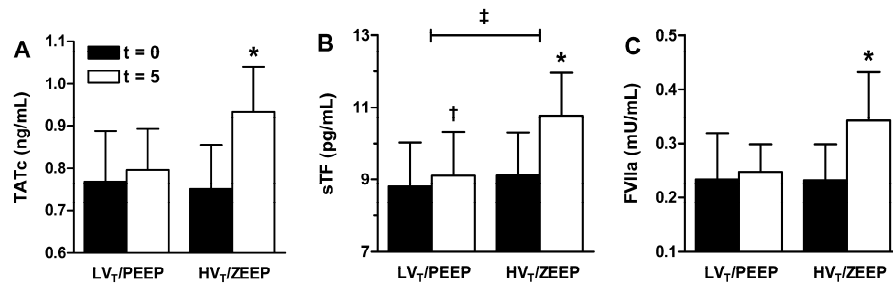 A
TATc (ng/mL)
1.1
1.0
0.9
0.8
0.7
0.6
t = 0
t = 5
*
LVT/PEEP HVT/ZEEP
B
sTF (pg/mL)
13
11
9
7
‡
†
*
LVT/PEEP HVT/ZEEP
C
FVIIa (mU/mL)
0.5
0.4
0.3
0.2
0.1
*
LVT/PEEP HVT/ZEEP